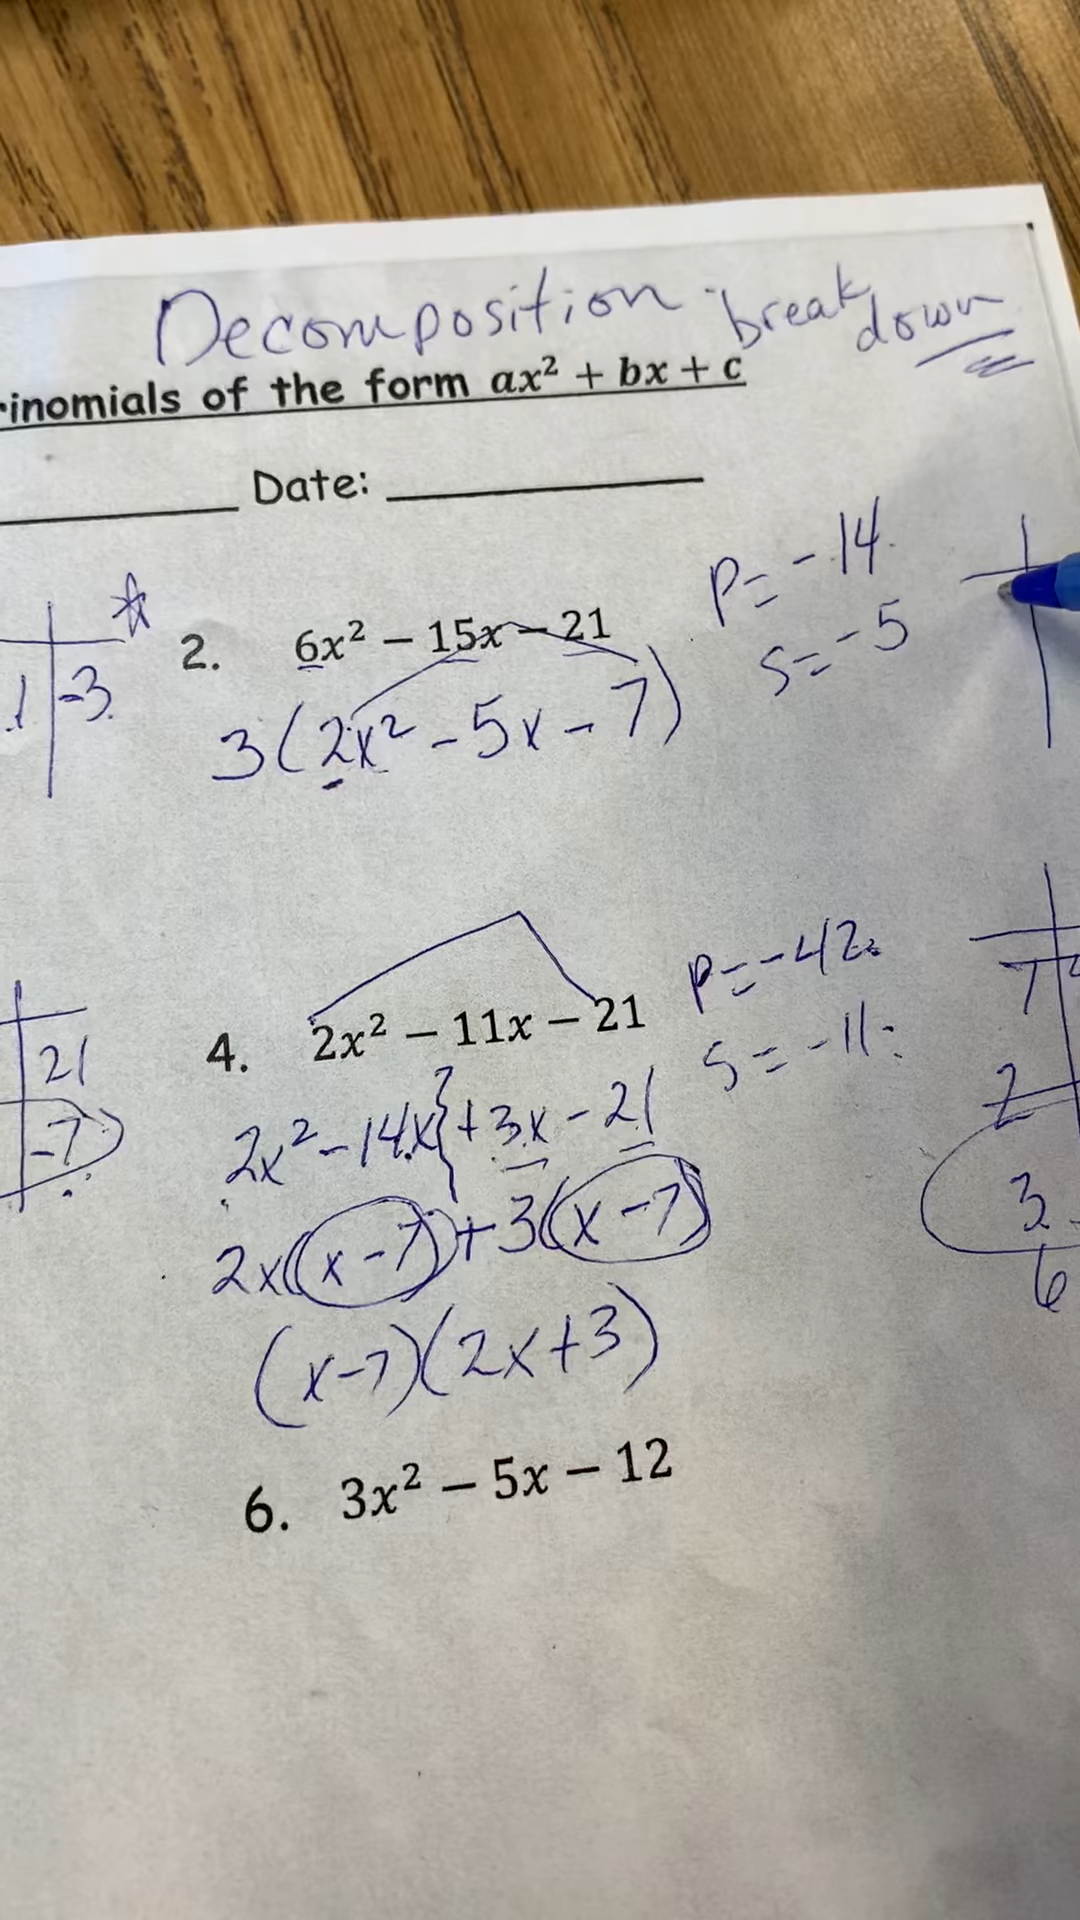 Decomposition - break down
rinomials of the form ax² + bx + c
Date:
P = -14
S = -5
1 | -3
2. 6x² − 15x − 21
3(2x² - 5x - 7)
P = -42
S = -11
4. 2x² − 11x − 21
21
-7
2x² - 14x} + 3x - 21
2x(x - 7) + 3(x - 7)
(x-7)(2x+3)
1
2
3
6
6. 3x² − 5x − 12